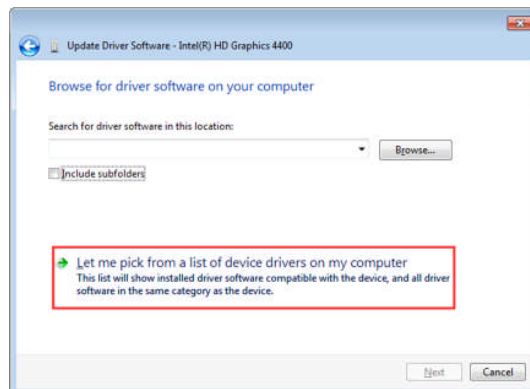 Update Driver Software - Intel(R) HD Graphics 4400
Browse for driver software on your computer
Search for driver software in this location:
Browse...
Include subfolders
Let me pick from a list of device drivers on my computer
This list will show installed driver software compatible with the device, and all driver
software in the same category as the device.
Next Cancel